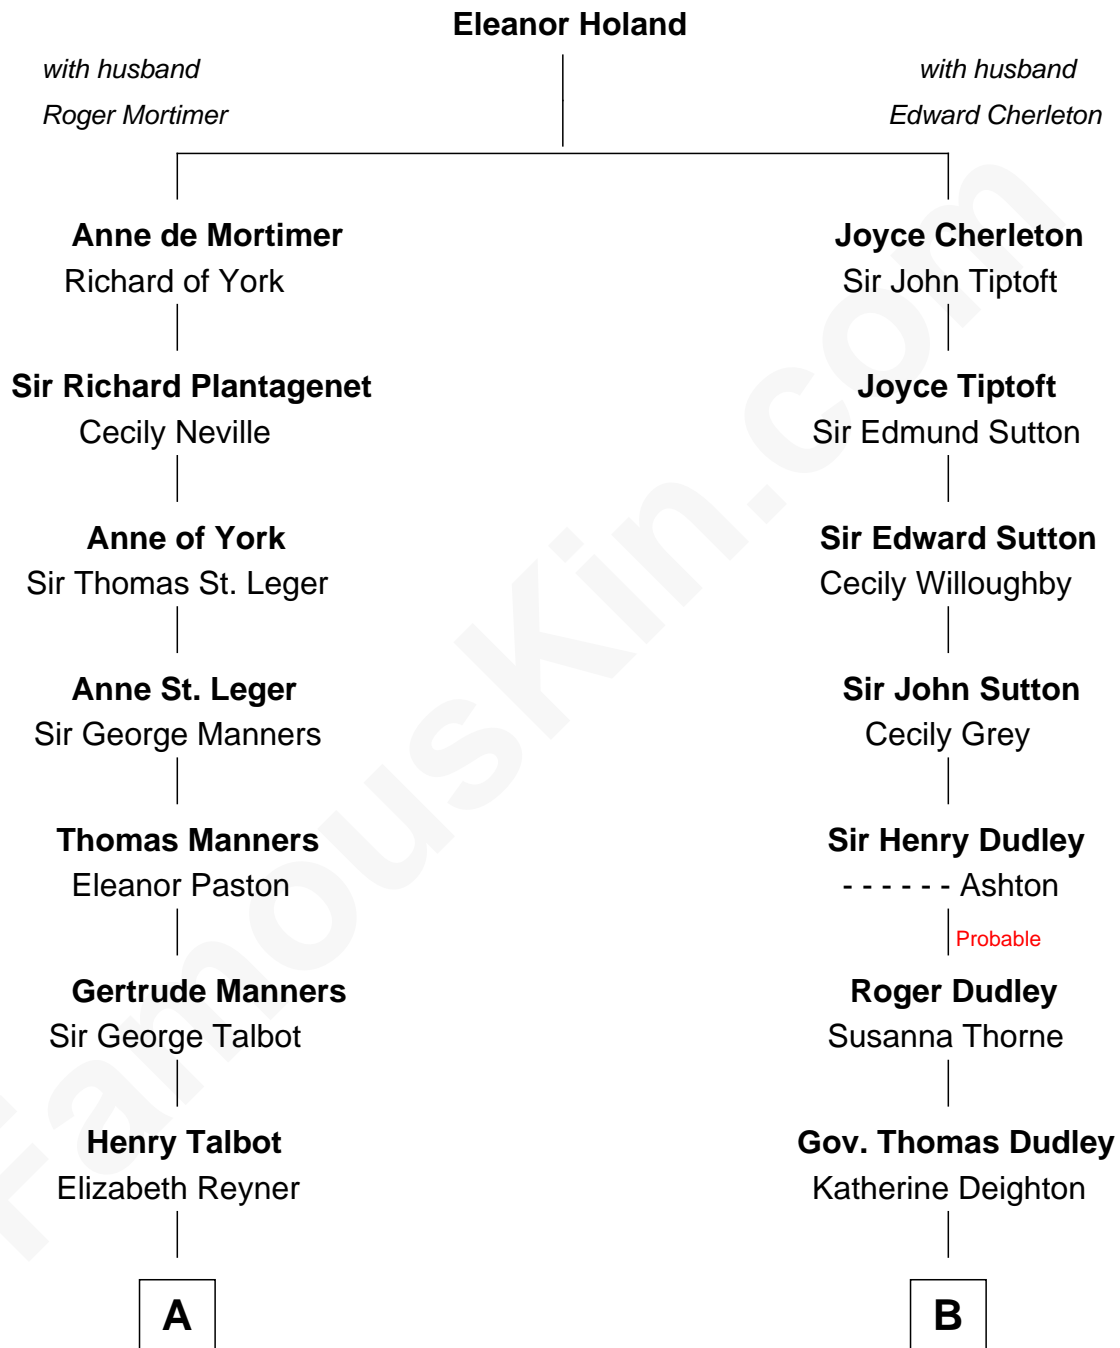 Eleanor Holand
with husband
Roger Mortimer
with husband
Edward Cherleton
Anne de Mortimer
Richard of York
Sir Richard Plantagenet
Cecily Neville
Anne of York
Sir Thomas St. Leger
Anne St. Leger
Sir George Manners
Thomas Manners
Eleanor Paston
Gertrude Manners
Sir George Talbot
Henry Talbot
Elizabeth Reyner
A
Joyce Cherleton
Sir John Tiptoft
Joyce Tiptoft
Sir Edmund Sutton
Sir Edward Sutton
Cecily Willoughby
Sir John Sutton
Cecily Grey
Sir Henry Dudley
- - - - - - Ashton
Probable
Roger Dudley
Susanna Thorne
Gov. Thomas Dudley
Katherine Deighton
B
FamousKin.com